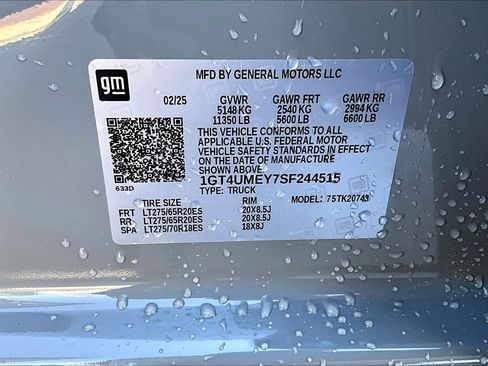 gm
MFD BY GENERAL MOTORS LLC
02/25 GVWR GAWR FRT GAWR RR
5148 KG 2540 KG 2994 KG
11350 LB 5600 LB 6600 LB
THIS VEHICLE CONFORMS TO ALL
APPLICABLE U.S. FEDERAL MOTOR
VEHICLE SAFETY STANDARDS IN EFFECT
ON THE DATE OF MANUFACTURE
SHOWN ABOVE.
1GT4UMEY7SF244515
633D
TYPE: TRUCK MODEL: 75TK20743
TIRE SIZE RIM
FRT LT275/65R20ES 20X8.5J
RR LT275/65R20ES 20X8.5J
SPA LT275/70R18ES 18X8J